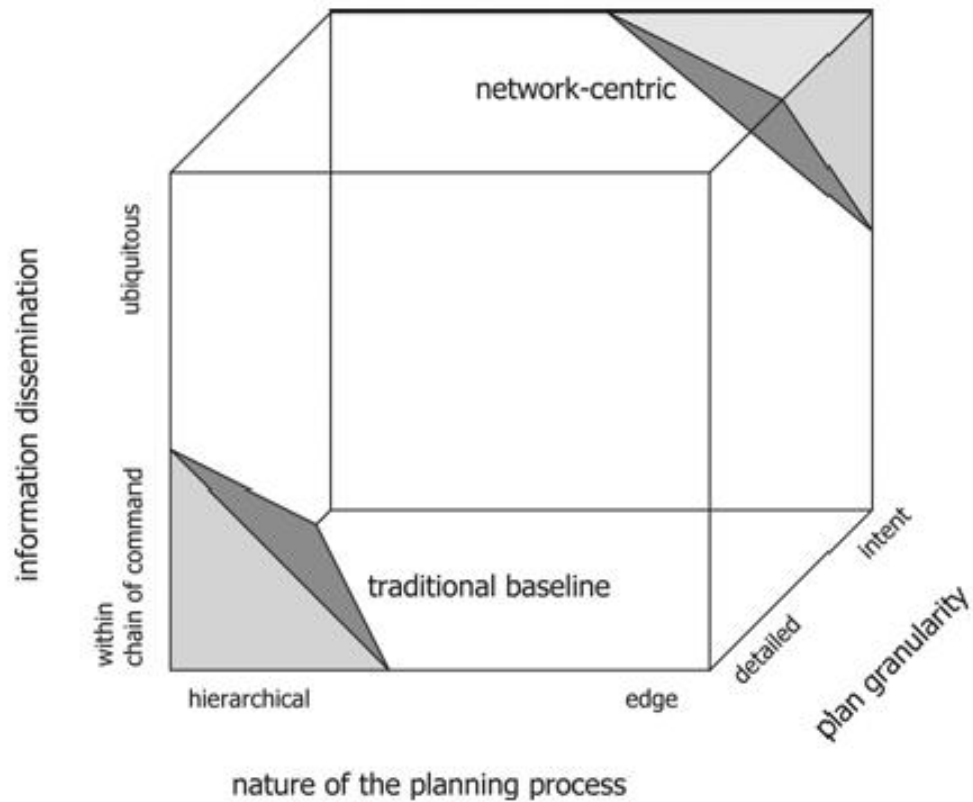 network-centric
ubiquitous
information dissemination
within
chain of command
traditional baseline
intent
detailed
plan granularity
hierarchical
edge
nature of the planning process